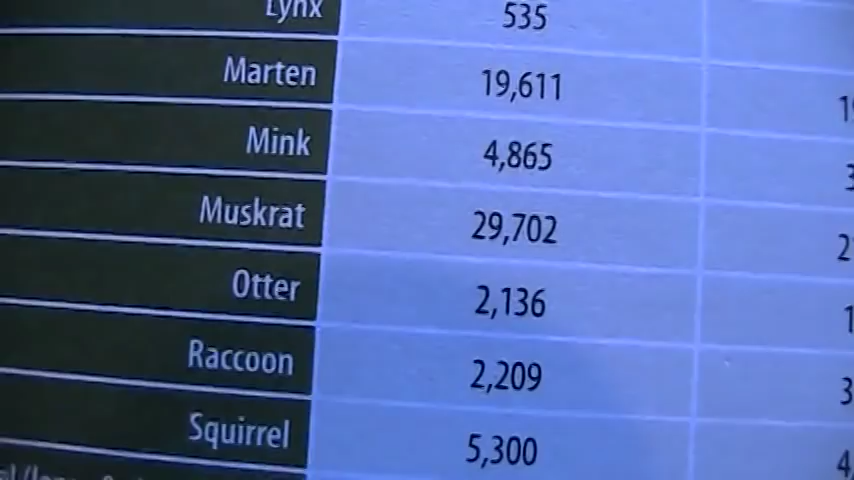 Lynx 535
Marten 19,611
Mink 4,865
Muskrat 29,702
Otter 2,136
Raccoon 2,209
Squirrel 5,300